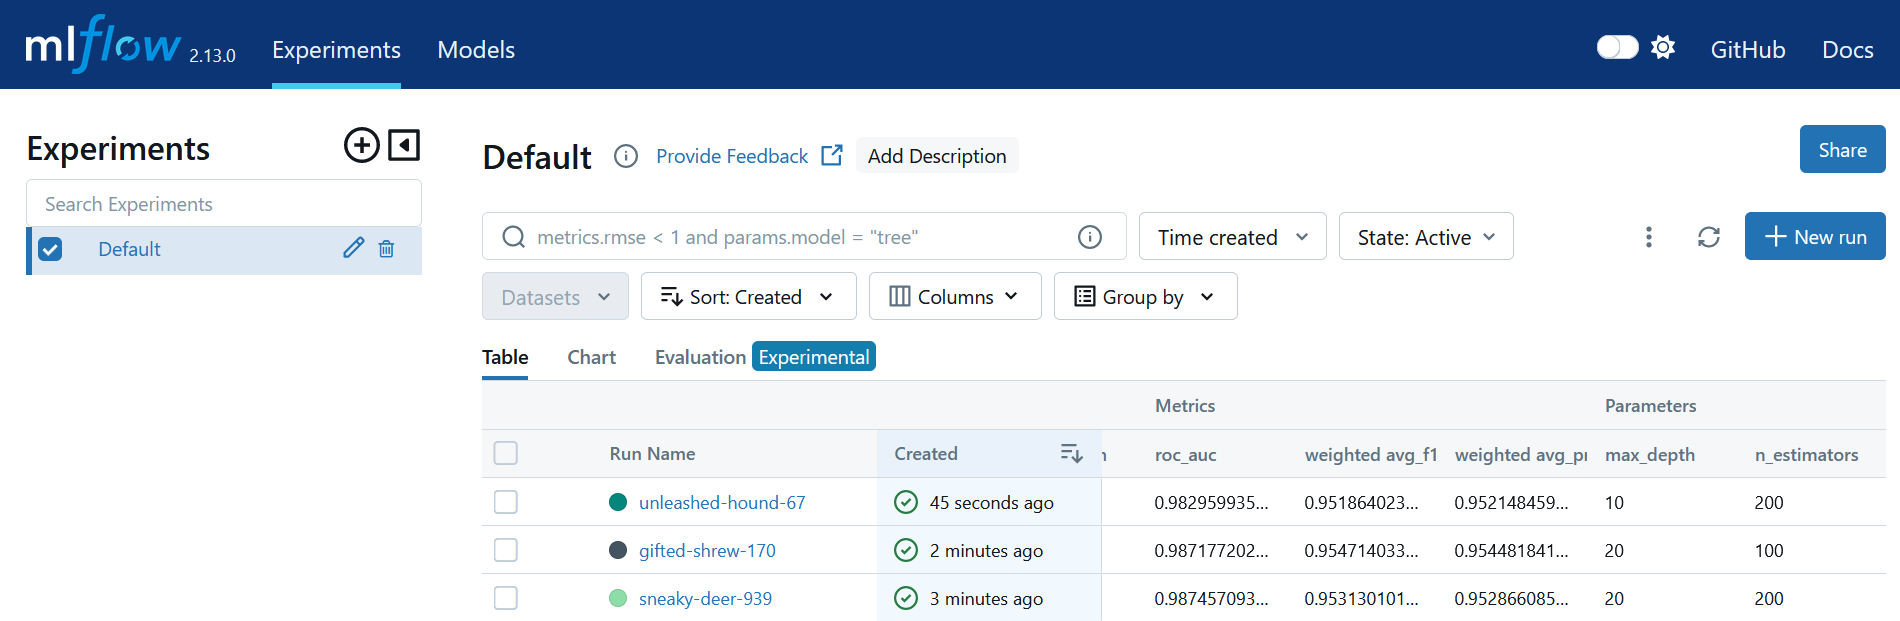 mlflow 2.13.0 Experiments Models GitHub Docs
Experiments
Search Experiments
Default
Default Provide Feedback Add Description Share
metrics.rmse < 1 and params.model = "tree" Time created State: Active New run
Datasets Sort: Created Columns Group by
Table Chart Evaluation Experimental
Metrics Parameters
Run Name Created roc_auc weighted avg_f1 weighted avg_pr max_depth n_estimators
unleashed-hound-67 45 seconds ago 0.982959935... 0.951864023... 0.952148459... 10 200
gifted-shrew-170 2 minutes ago 0.987177202... 0.954714033... 0.954481841... 20 100
sneaky-deer-939 3 minutes ago 0.987457093... 0.953130101... 0.952866085... 20 200